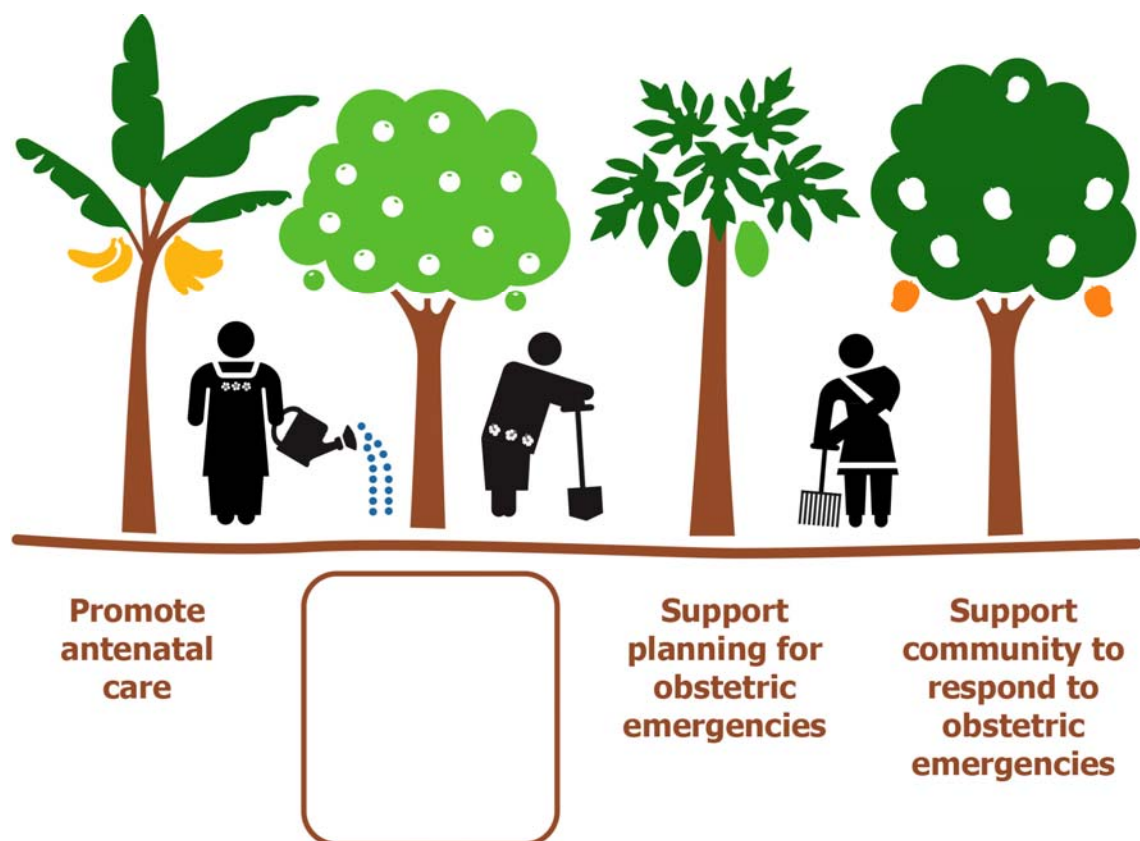 Promote
antenatal
care
Support
planning for
obstetric
emergencies
Support
community to
respond to
obstetric
emergencies